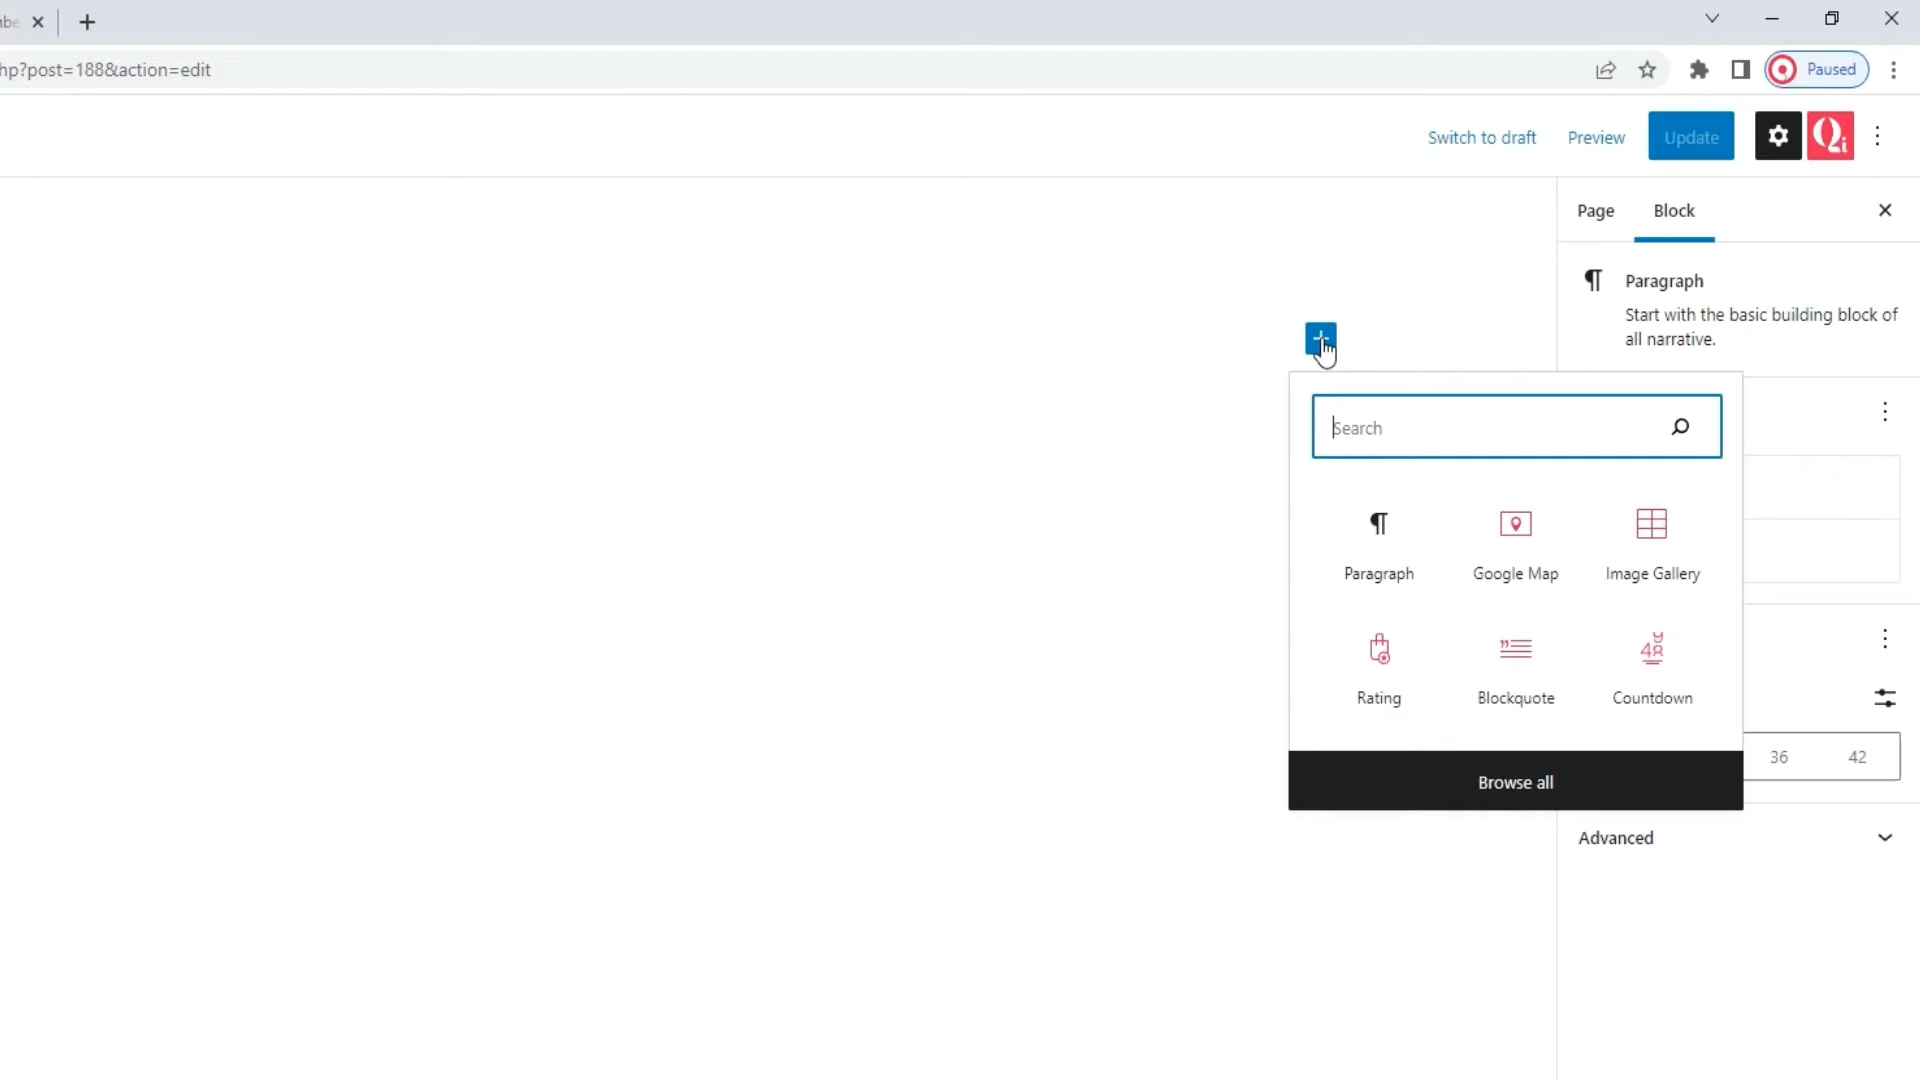 hp?post=188&action=edit
Paused
Switch to draft
Preview
Update
Qi
Page
Block
Paragraph
Start with the basic building block of
all narrative.
Search
Paragraph
Google Map
Image Gallery
Rating
Blockquote
Countdown
36
42
Browse all
Advanced